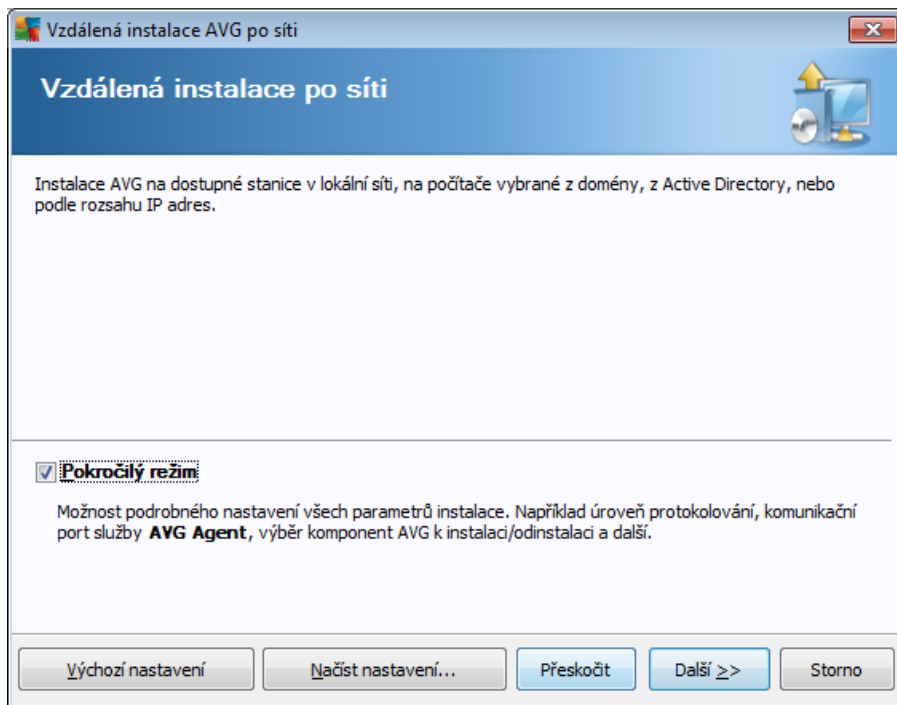 Vzdálená instalace AVG po síti
Vzdálená instalace po síti
Instalace AVG na dostupné stanice v lokální síti, na počítače vybrané z domény, z Active Directory, nebo
podle rozsahu IP adres.
Pokročilý režim
Možnost podrobného nastavení všech parametrů instalace. Například úroveň protokolování, komunikační
port služby AVG Agent, výběr komponent AVG k instalaci/odinstalaci a další.
Výchozí nastavení Načíst nastavení... Přeskočit Další >> Storno